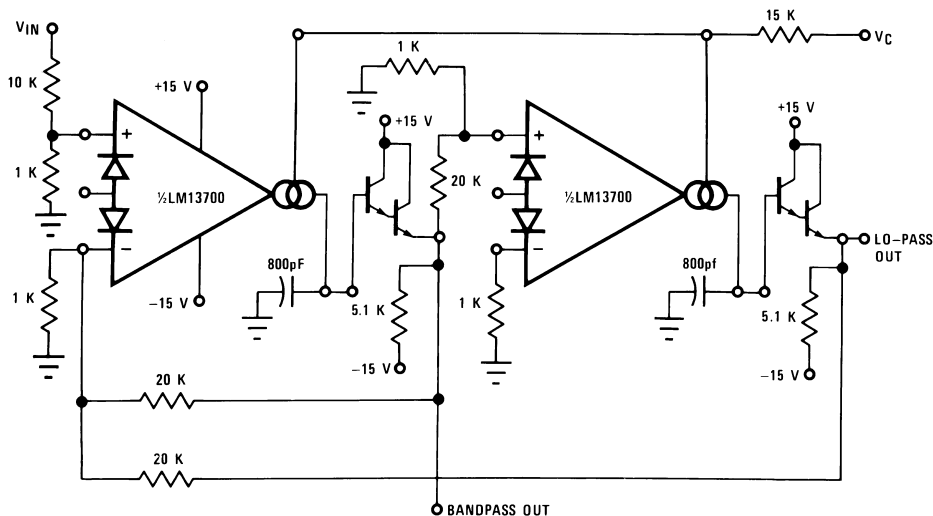 VIN
15 K
VC
1 K
10 K
+15 V
+15 V
+15 V
+
+
1 K
½LM13700
20 K
½LM13700
−
−
LO–PASS
OUT
800pF
800pf
1 K
−15 V
5.1 K
1 K
5.1 K
−15 V
−15 V
20 K
20 K
BANDPASS OUT